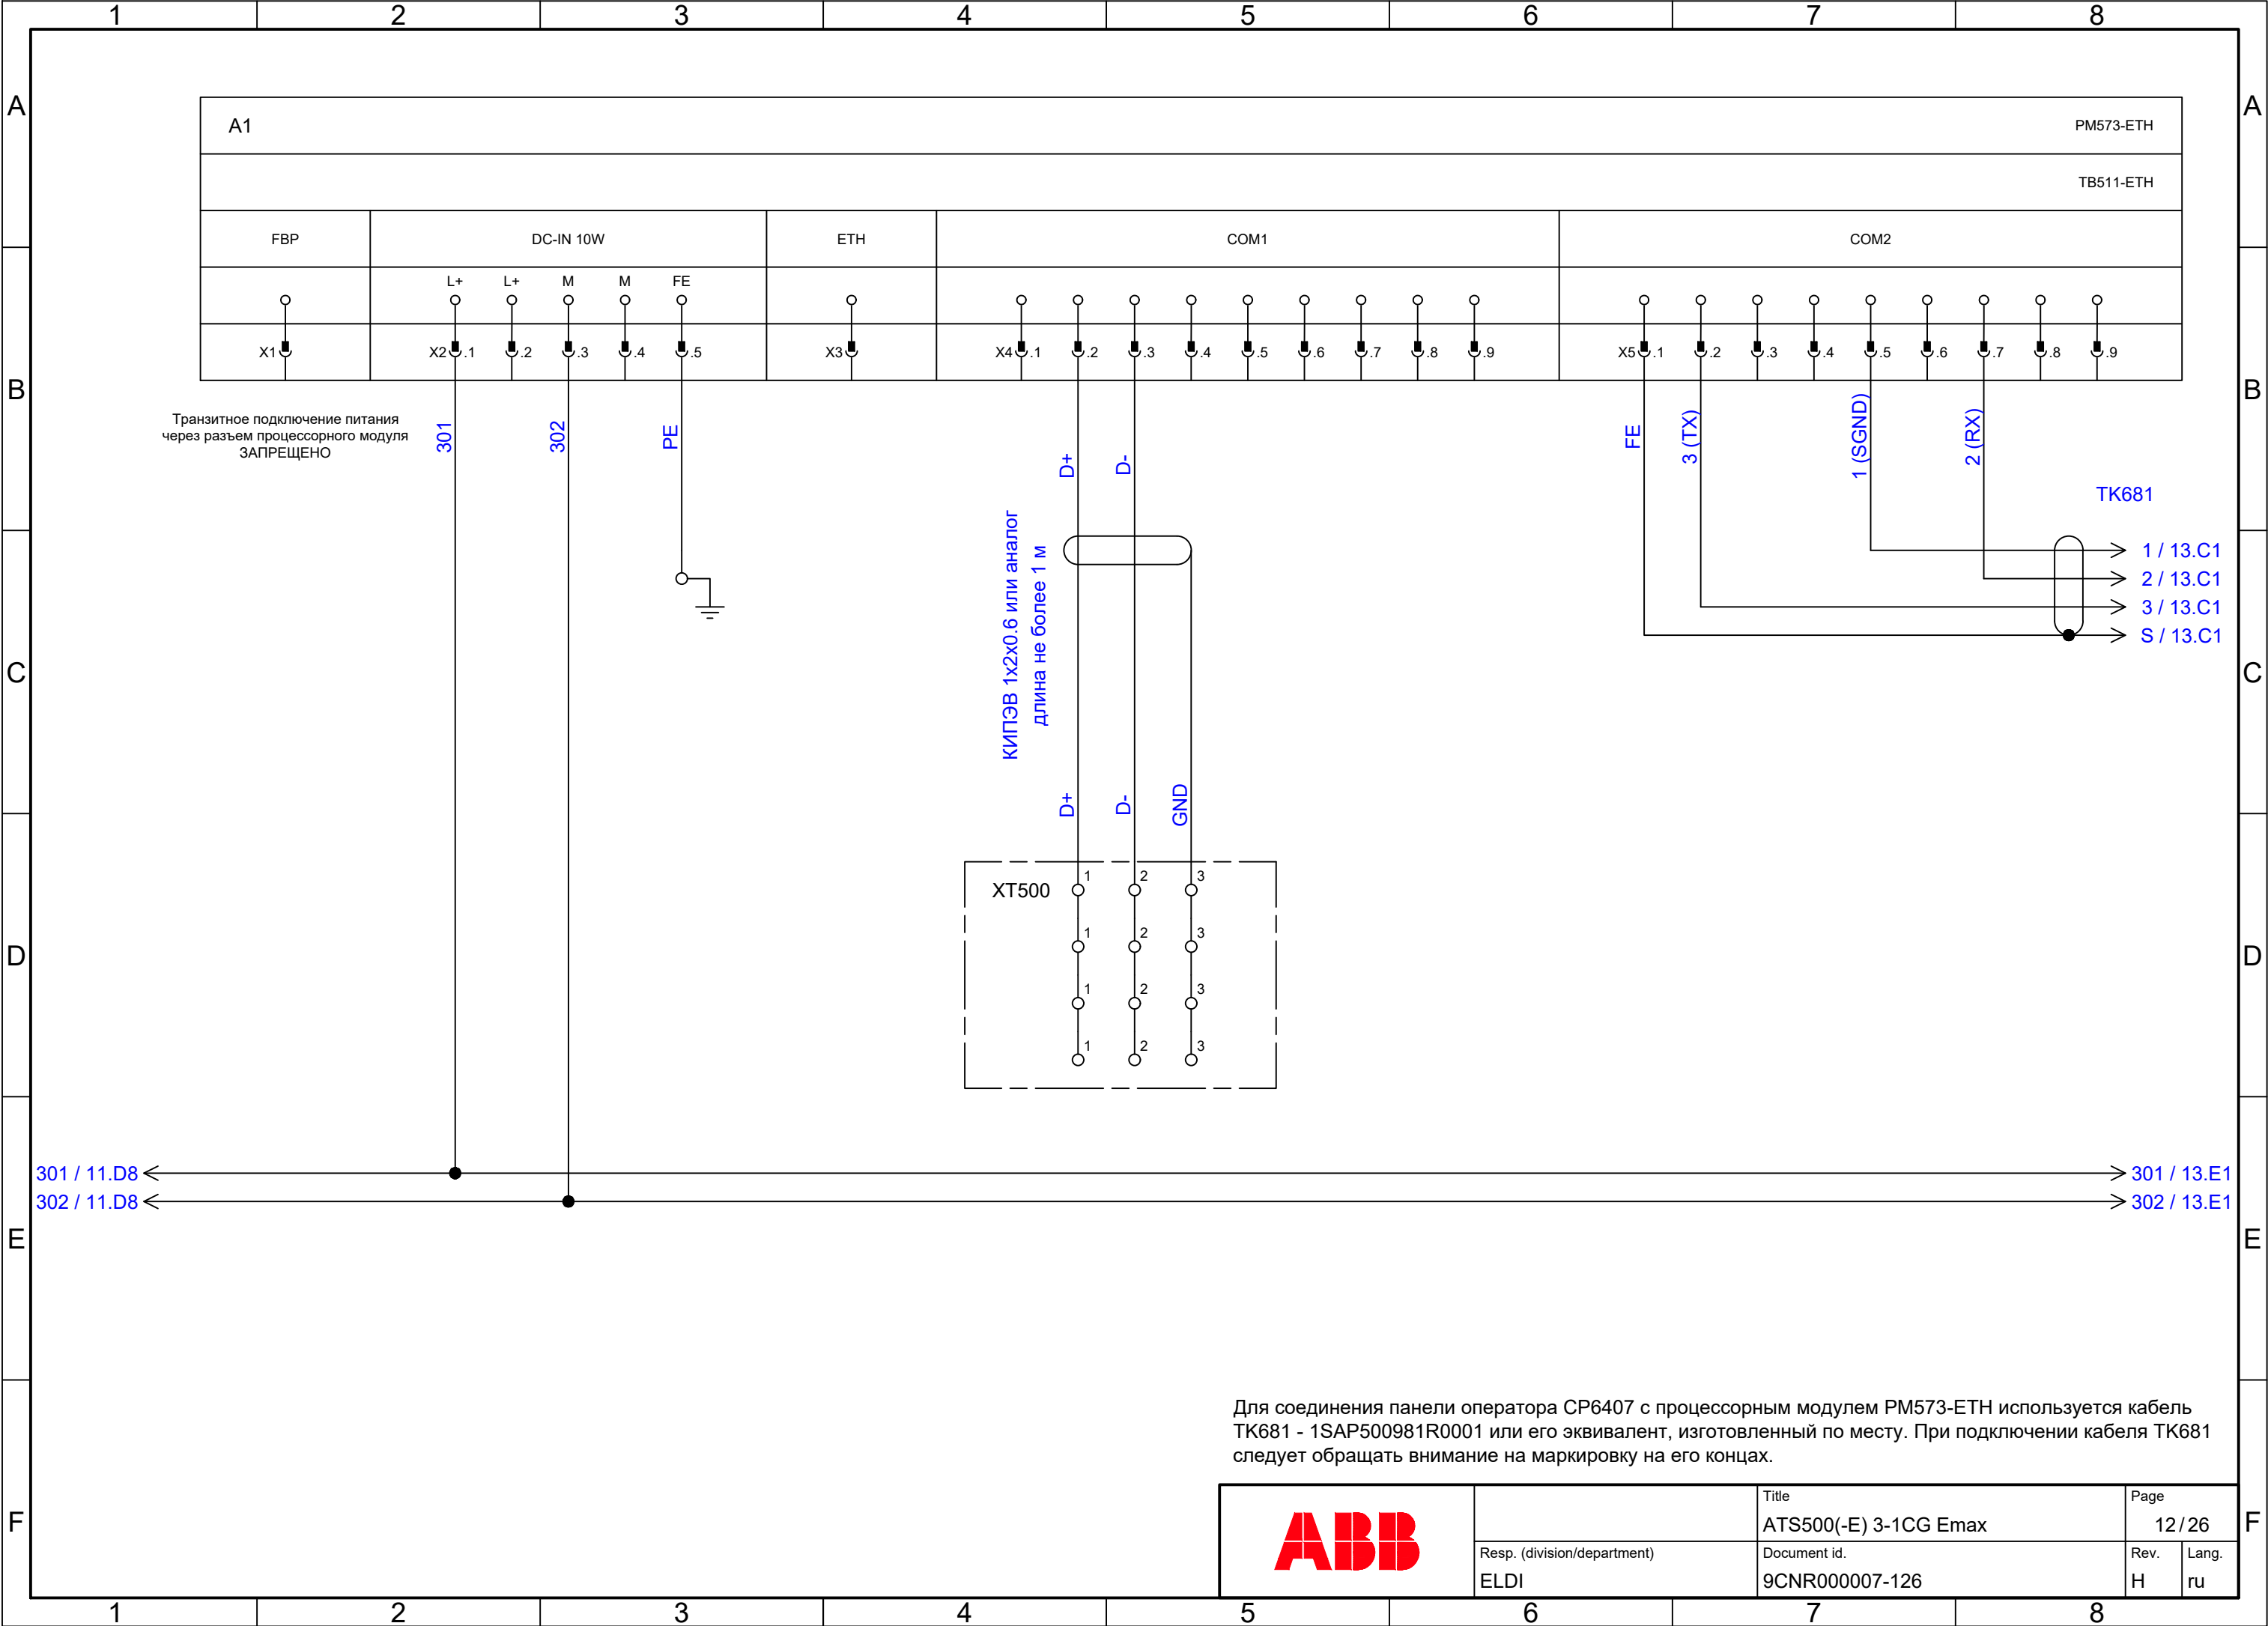 1 2 3 4 5 6 7 8
A A
A1 PM573-ETH
TB511-ETH
FBP DC-IN 10W ETH COM1 COM2
L+ L+ M M FE
X1 X2 .1 .2 .3 .4 .5 X3 X4 .1 .2 .3 .4 .5 .6 .7 .8 .9 X5 .1 .2 .3 .4 .5 .6 .7 .8 .9
B B
Транзитное подключение питания
через разъем процессорного модуля
ЗАПРЕЩЕНО
301 302 PE D+ D- FE 3 (TX) 1 (SGND) 2 (RX)
TK681
1 / 13.C1
2 / 13.C1
3 / 13.C1
S / 13.C1
КИПЭВ 1x2x0.6 или аналог
длина не более 1 м
C C
D+ D- GND
XT500 1 2 3
1 2 3
1 2 3
1 2 3
D D
301 / 11.D8 301 / 13.E1
302 / 11.D8 302 / 13.E1
E E
Для соединения панели оператора CP6407 с процессорным модулем PM573-ETH используется кабель
TK681 - 1SAP500981R0001 или его эквивалент, изготовленный по месту. При подключении кабеля TK681
следует обращать внимание на маркировку на его концах.
F F
ABB
Title Page
ATS500(-E) 3-1CG Emax 12/26
Resp. (division/department) Document id. Rev. Lang.
ELDI 9CNR000007-126 H ru
1 2 3 4 5 6 7 8